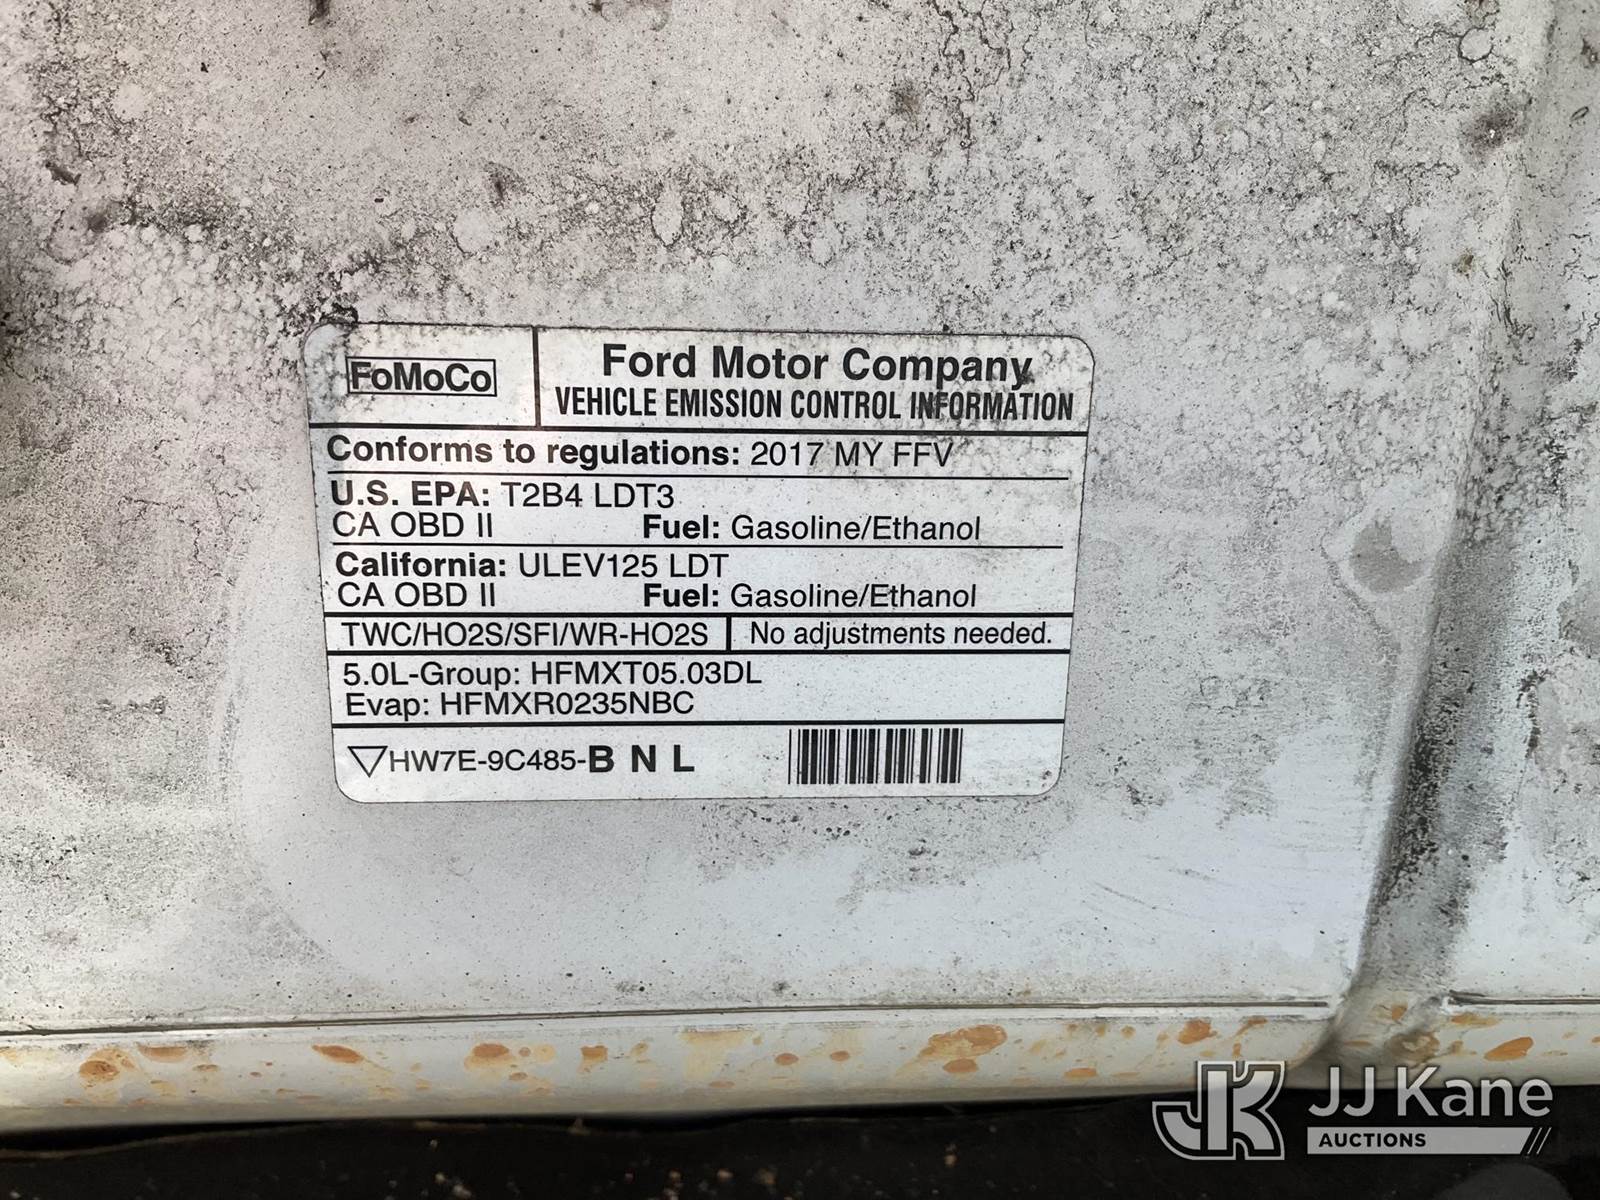 FoMoCo
Ford Motor Company
VEHICLE EMISSION CONTROL INFORMATION
Conforms to regulations: 2017 MY FFV
U.S. EPA: T2B4 LDT3
CA OBD II Fuel: Gasoline/Ethanol
California: ULEV125 LDT
CA OBD II Fuel: Gasoline/Ethanol
TWC/HO2S/SFI/WR-HO2S No adjustments needed.
5.0L-Group: HFMXT05.03DL
Evap: HFMXR0235NBC
HW7E-9C485-B N L
JK JJ Kane
AUCTIONS